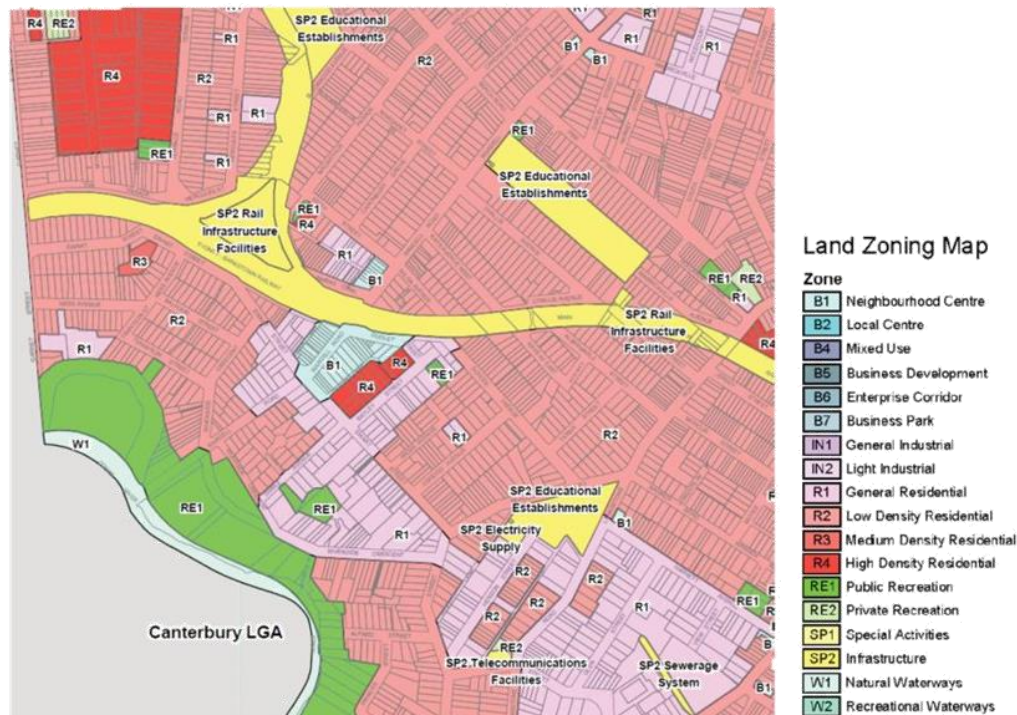 R4
RE2
R1
SP2 Educational
Establishments
R1
R1
R4
R2
R2
B1
B1
R1
R1
R1
R1
R1
RE1
RE1
SP2 Educational
Establishments
RE1
R4
SP2 Rail
Infrastructure
Facilities
R1
B1
R3
RE1
RE2
R1
R2
SP2 Rail
Infrastructure
Facilities
R4
R1
B1
R4
R4
RE1
W1
R1
R2
RE1
RE1
SP2 Educational
Establishments
R1
SP2 Electricity
Supply
B1
R2
R2
R2
R2
R1
RE1
Canterbury LGA
RE2
SP2 Telecommunications
Facilities
SP2 Sewerage
System
B1
Land Zoning Map
Zone
B1 Neighbourhood Centre
B2 Local Centre
B4 Mixed Use
B5 Business Development
B6 Enterprise Corridor
B7 Business Park
IN1 General Industrial
IN2 Light Industrial
R1 General Residential
R2 Low Density Residential
R3 Medium Density Residential
R4 High Density Residential
RE1 Public Recreation
RE2 Private Recreation
SP1 Special Activities
SP2 Infrastructure
W1 Natural Waterways
W2 Recreational Waterways